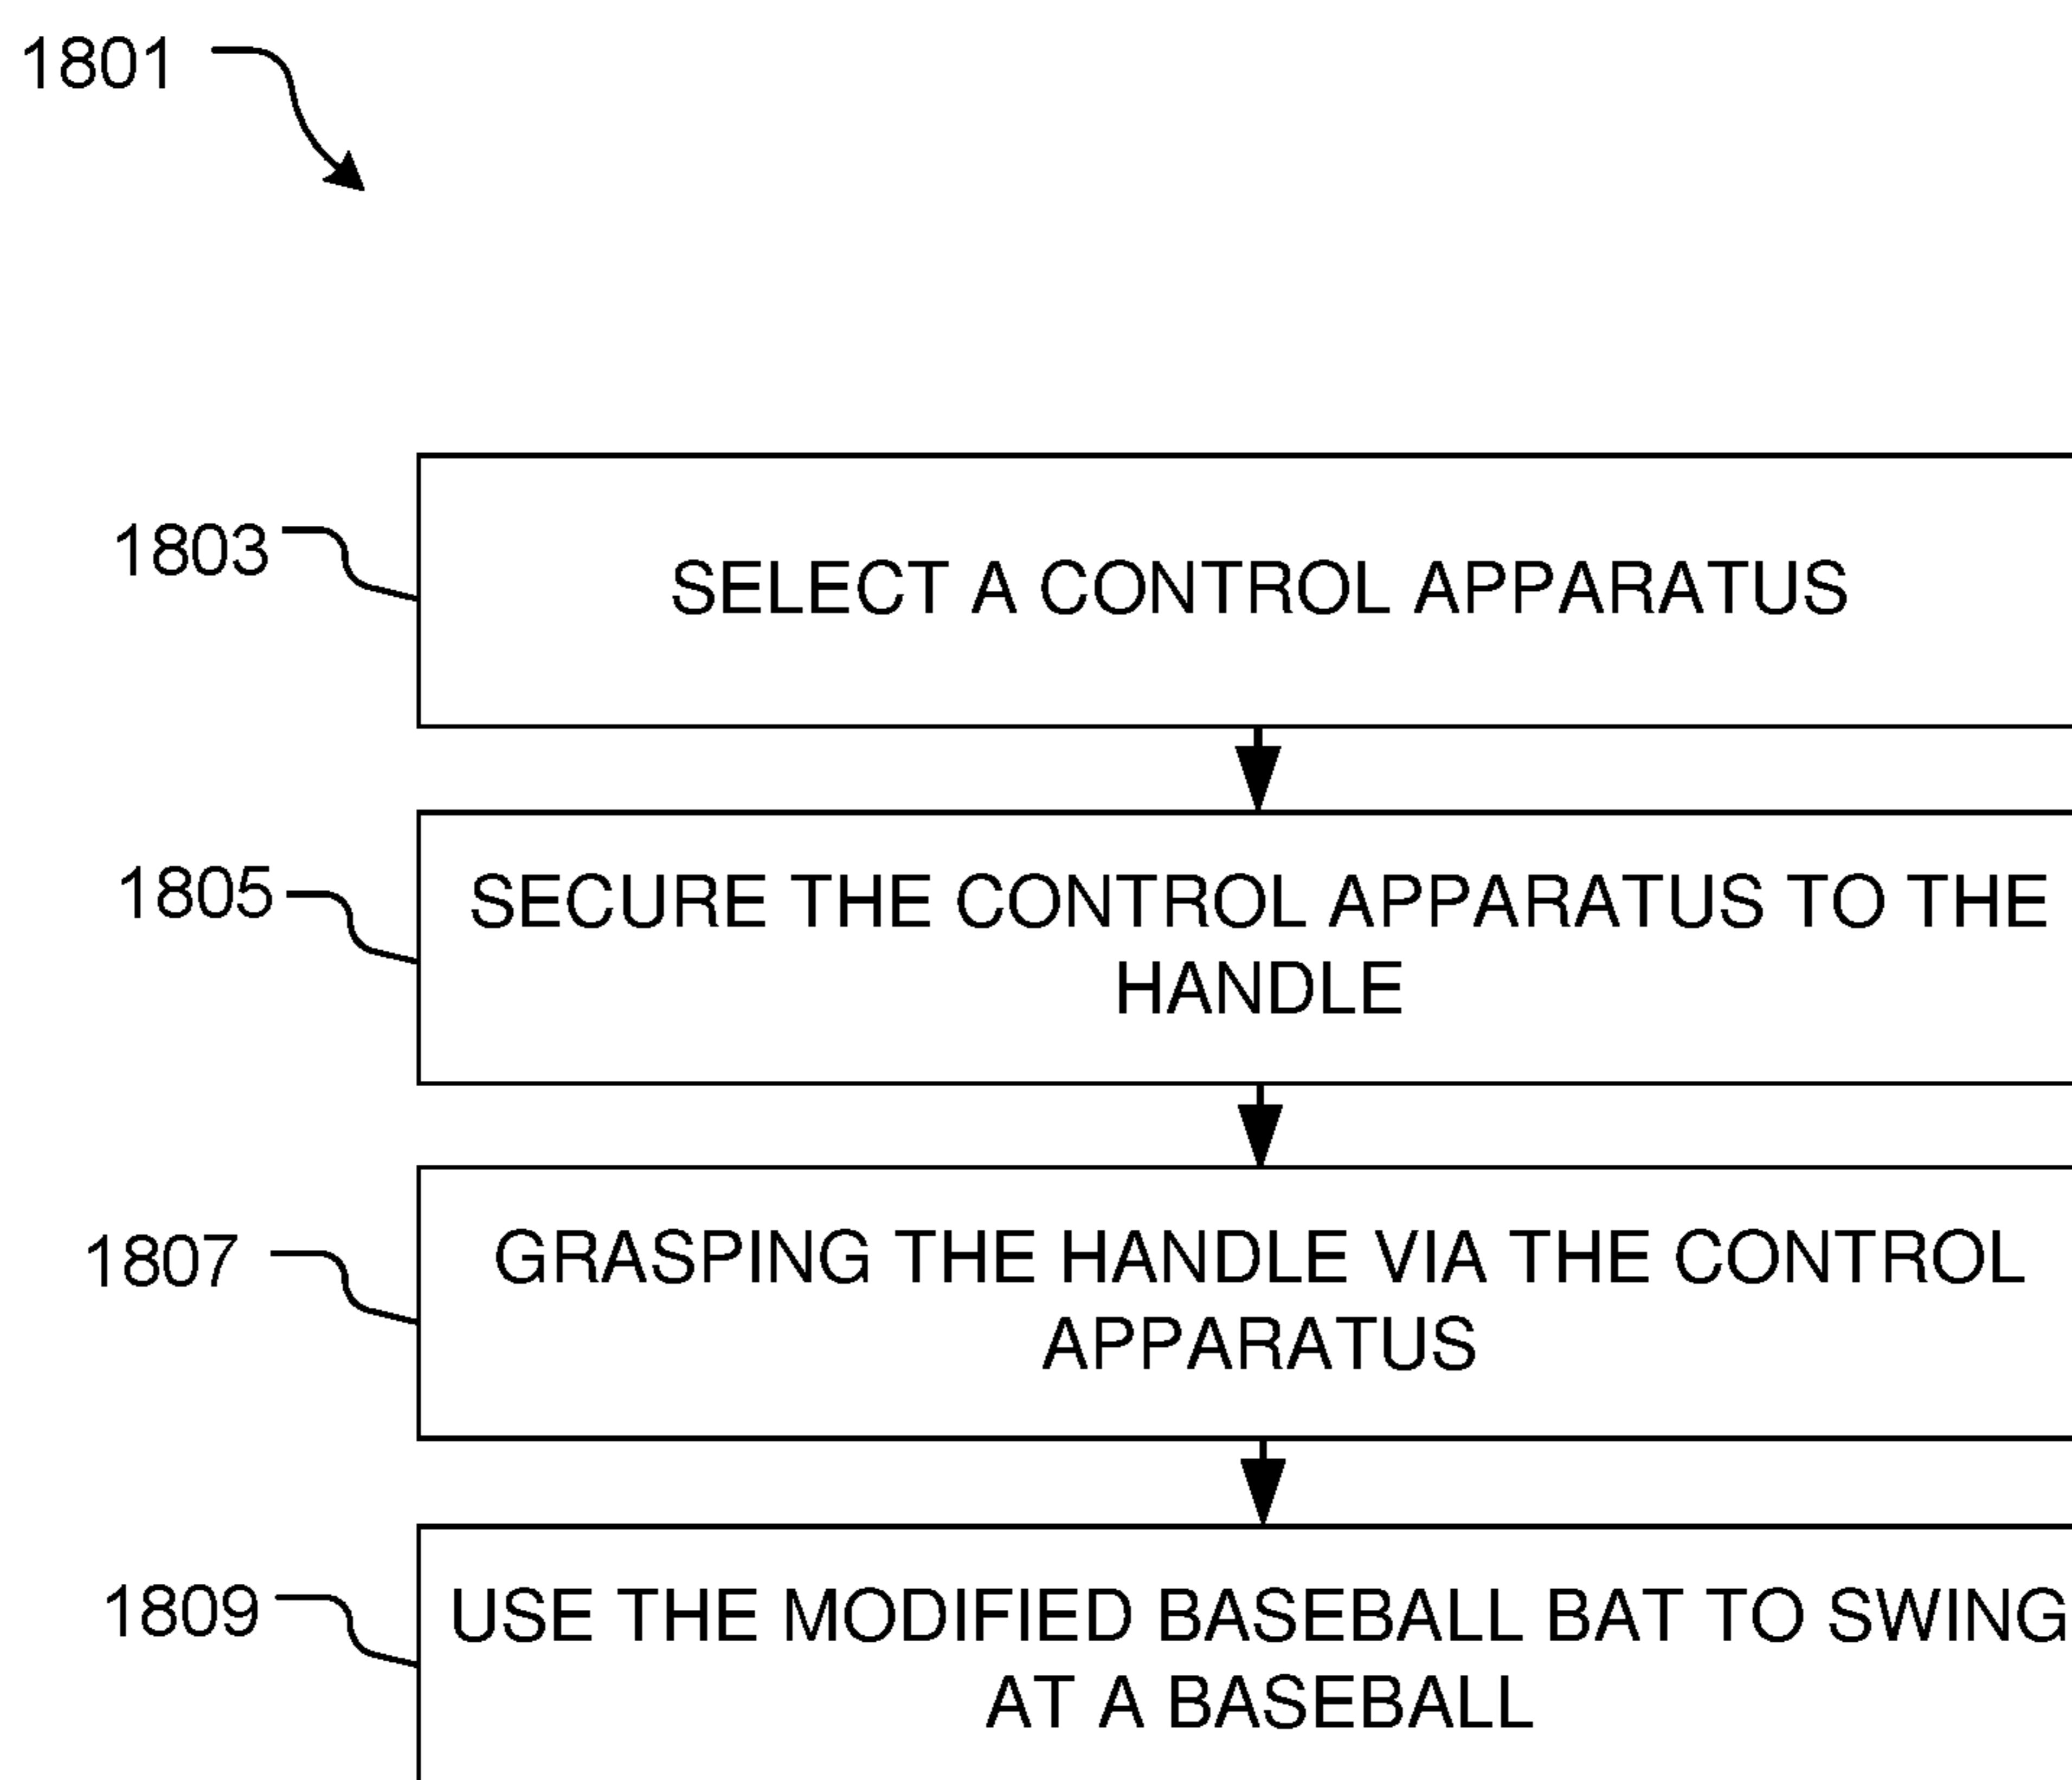 1801
1803
SELECT A CONTROL APPARATUS
1805
SECURE THE CONTROL APPARATUS TO THE
HANDLE
1807
GRASPING THE HANDLE VIA THE CONTROL
APPARATUS
1809
USE THE MODIFIED BASEBALL BAT TO SWING
AT A BASEBALL